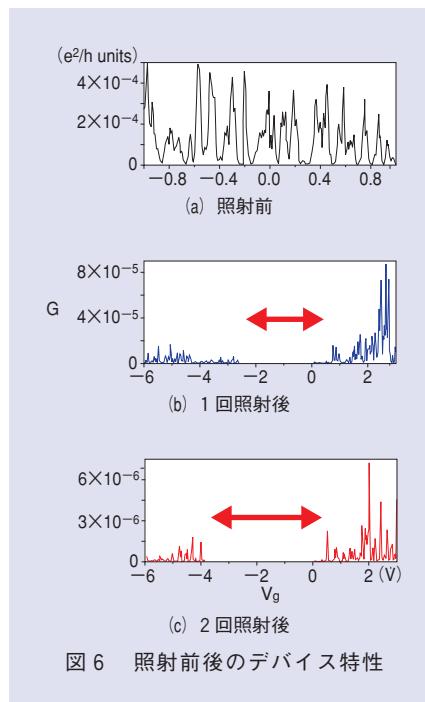 (e²/h units)
4×10⁻⁴
2×10⁻⁴
0
−0.8 −0.4 0.0 0.4 0.8
(a) 照射前
8×10⁻⁵
G
4×10⁻⁵
0
−6 −4 −2 0 2
(b) 1回照射後
6×10⁻⁶
3×10⁻⁶
0
−6 −4 −2 0 2 (V)
Vg
(c) 2回照射後
図6 照射前後のデバイス特性